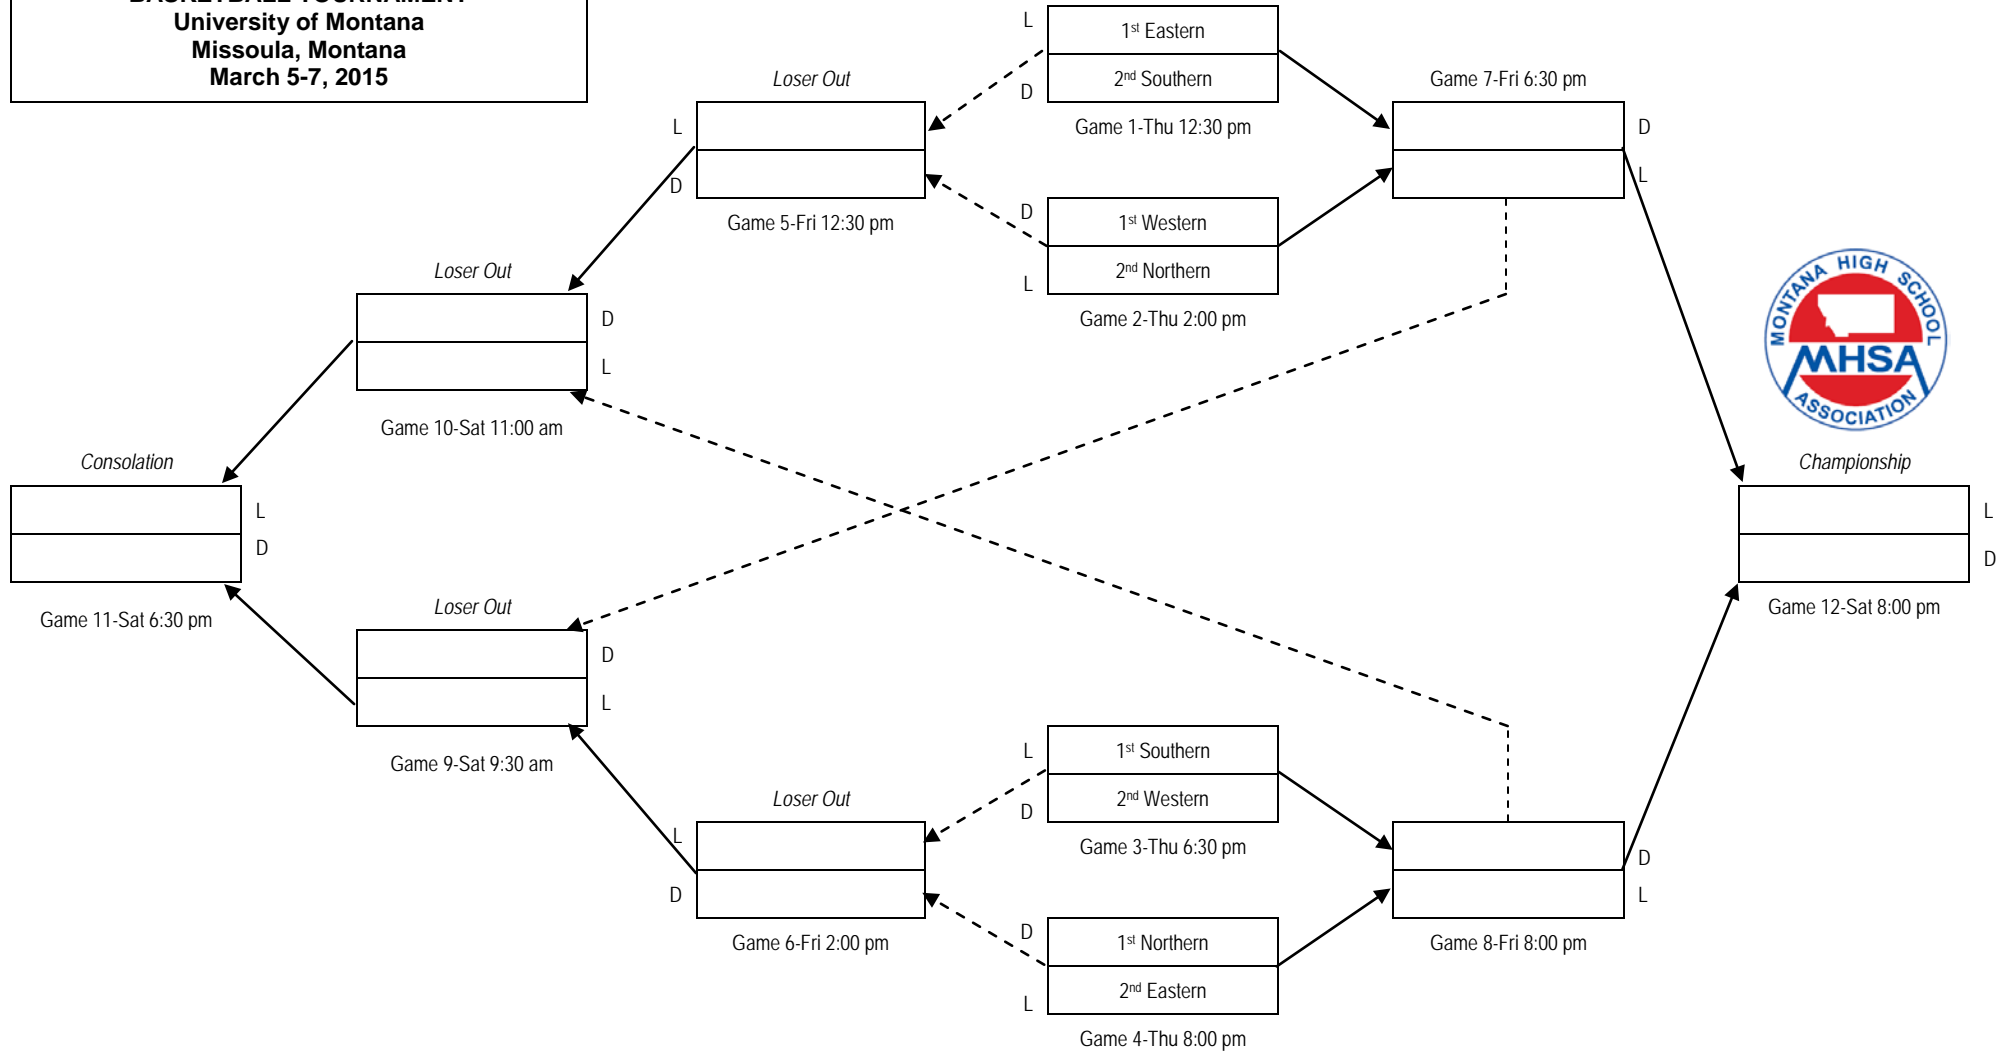 BASKETBALL TOURNAMENT
University of Montana
Missoula, Montana
March 5-7, 2015
L
1st Eastern
D
2nd Southern
Game 1-Thu 12:30 pm
Loser Out
L
D
Game 5-Fri 12:30 pm
D
1st Western
L
2nd Northern
Game 2-Thu 2:00 pm
Game 7-Fri 6:30 pm
D
L
Loser Out
D
L
Game 10-Sat 11:00 am
MONTANA HIGH SCHOOL
MHSA
ASSOCIATION
Consolation
L
D
Game 11-Sat 6:30 pm
Championship
L
D
Game 12-Sat 8:00 pm
Loser Out
D
L
Game 9-Sat 9:30 am
Loser Out
L
D
Game 6-Fri 2:00 pm
L
1st Southern
D
2nd Western
Game 3-Thu 6:30 pm
D
1st Northern
L
2nd Eastern
Game 4-Thu 8:00 pm
D
L
Game 8-Fri 8:00 pm